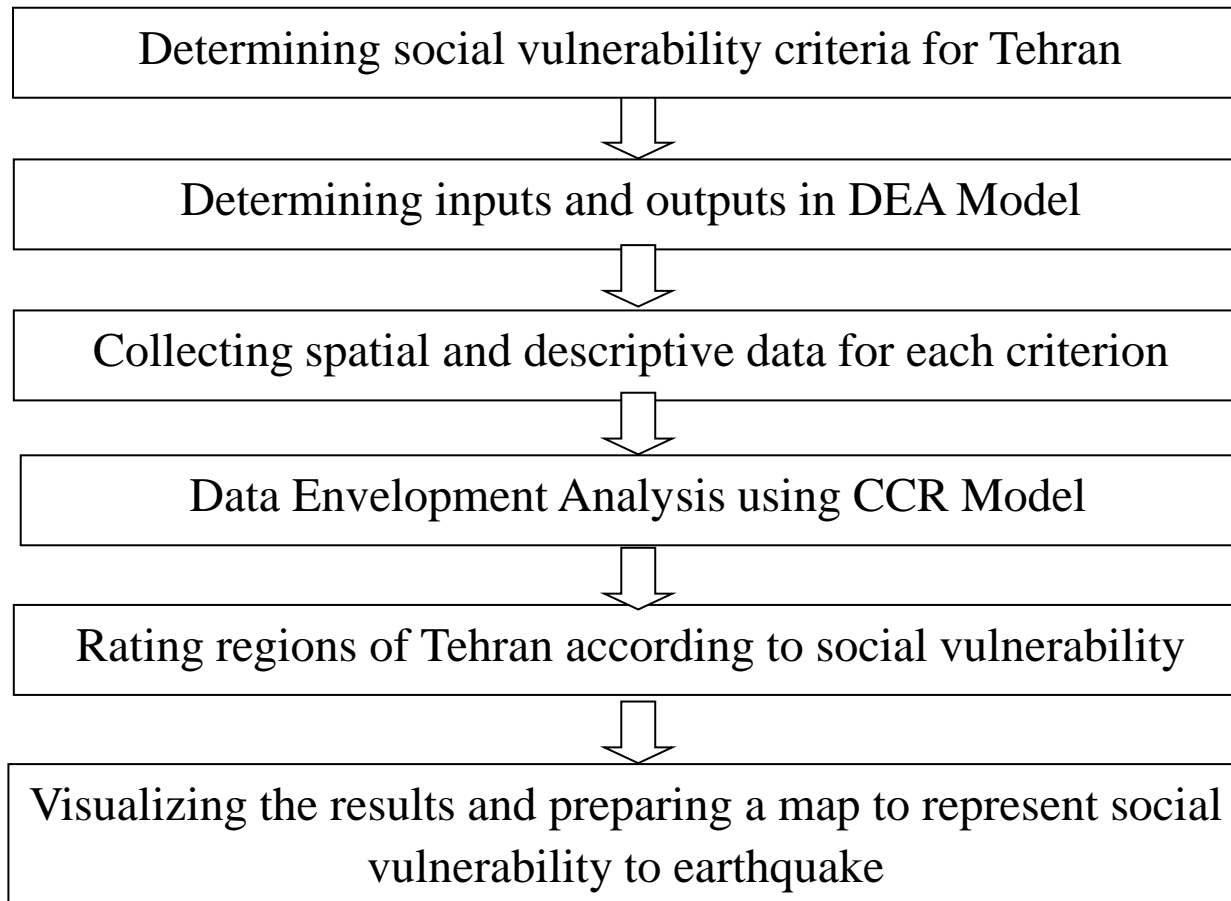 Determining social vulnerability criteria for Tehran
Determining inputs and outputs in DEA Model
Collecting spatial and descriptive data for each criterion
Data Envelopment Analysis using CCR Model
Rating regions of Tehran according to social vulnerability
Visualizing the results and preparing a map to represent social
vulnerability to earthquake